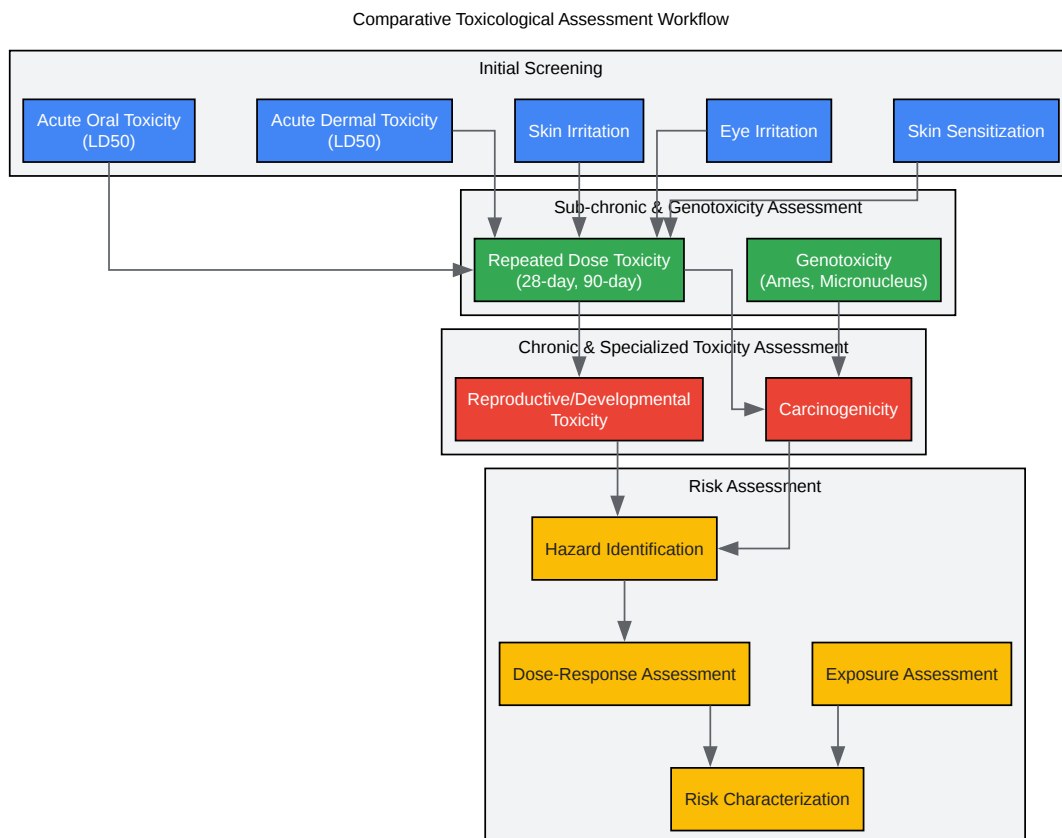 Comparative Toxicological Assessment Workflow
Initial Screening
Acute Oral Toxicity
(LD50)
Acute Dermal Toxicity
(LD50)
Skin Irritation
Eye Irritation
Skin Sensitization
Sub-chronic & Genotoxicity Assessment
Repeated Dose Toxicity
(28-day, 90-day)
Genotoxicity
(Ames, Micronucleus)
Chronic & Specialized Toxicity Assessment
Reproductive/Developmental
Toxicity
Carcinogenicity
Risk Assessment
Hazard Identification
Dose-Response Assessment
Exposure Assessment
Risk Characterization